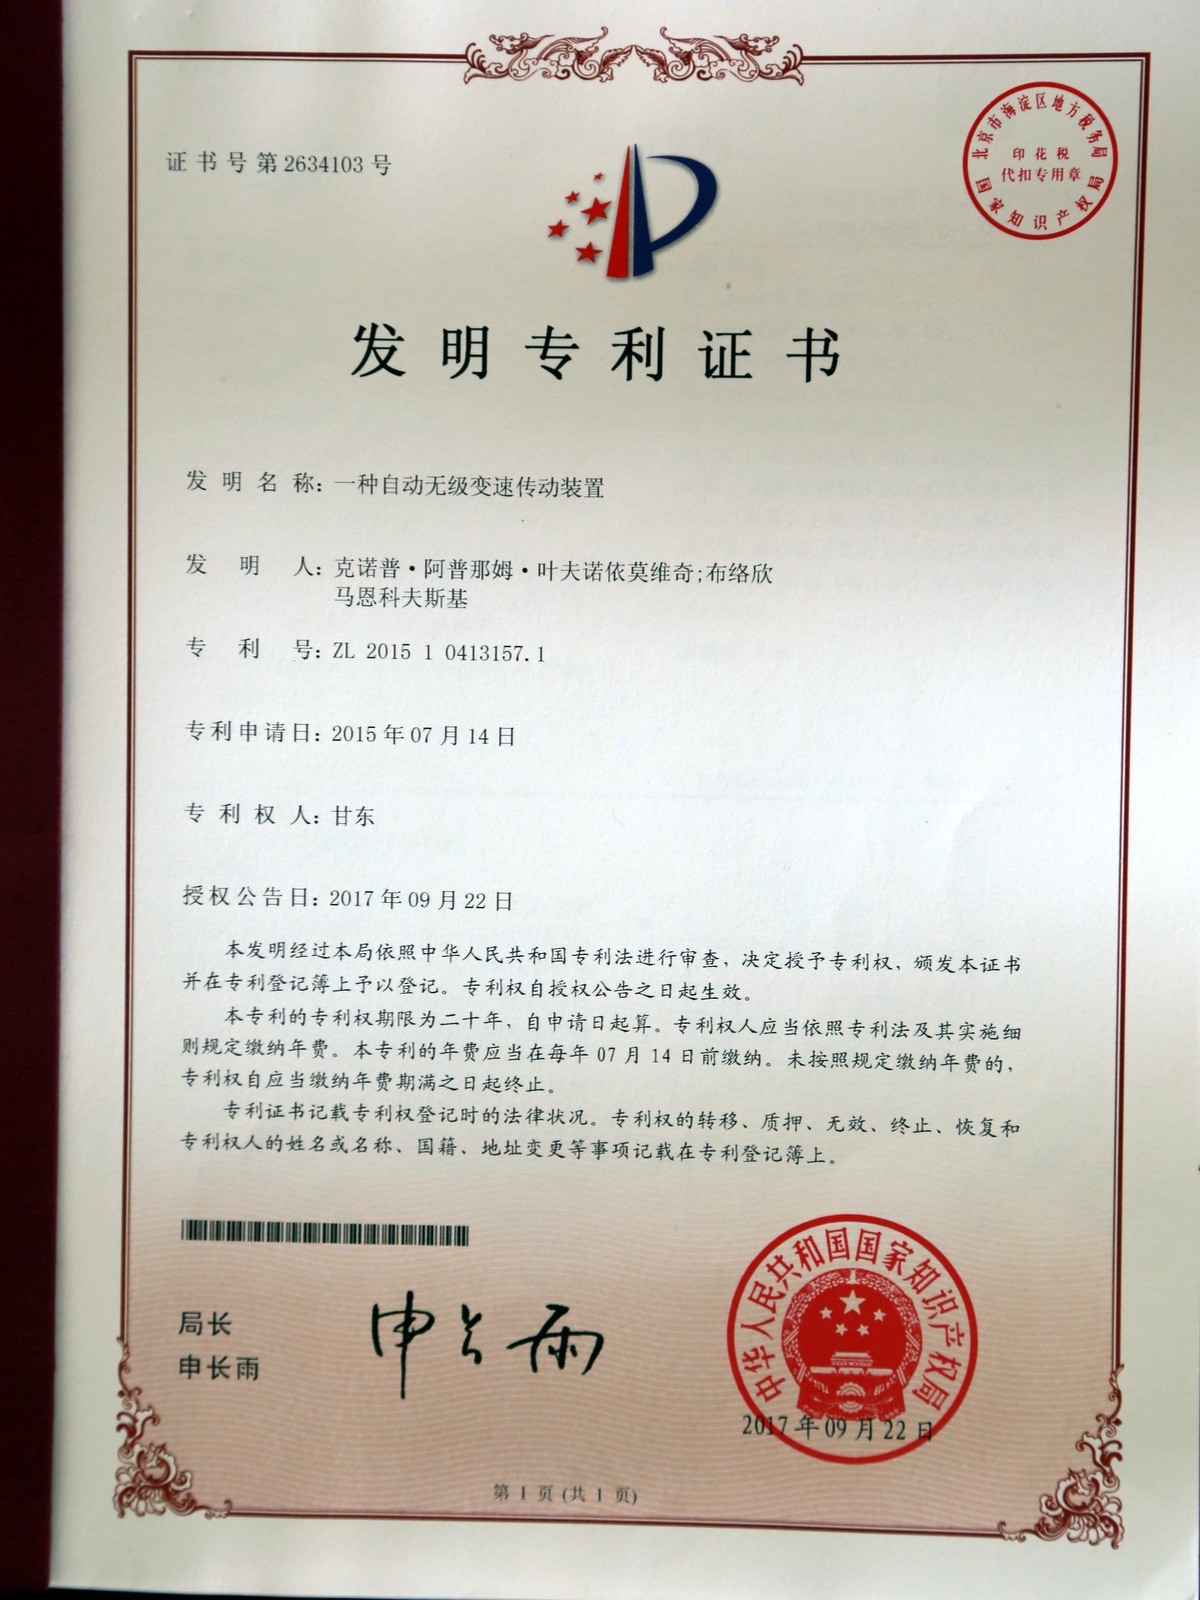 证书号第2634103号
北京市海淀区地方税务局
印花税
代扣专用章
国家知识产权局
发明专利证书
发明名称：一种自动无级变速传动装置
发明人：克诺普·阿普那姆·叶夫诺依莫维奇;布络欣
马恩科夫斯基
专利号：ZL 2015 1 0413157.1
专利申请日：2015年07月14日
专利权人：甘东
授权公告日：2017年09月22日
本发明经过本局依照中华人民共和国专利法进行审查，决定授予专利权，颁发本证书
并在专利登记簿上予以登记。专利权自授权公告之日起生效。
本专利的专利权期限为二十年，自申请日起算。专利权人应当依照专利法及其实施细
则规定缴纳年费。本专利的年费应当在每年07月14日前缴纳。未按照规定缴纳年费的，
专利权自应当缴纳年费期满之日起终止。
专利证书记载专利权登记时的法律状况。专利权的转移、质押、无效、终止、恢复和
专利权人的姓名或名称、国籍、地址变更等事项记载在专利登记簿上。
局长
申长雨
申长雨
中华人民共和国国家知识产权局
2017年09月22日
第1页(共1页)